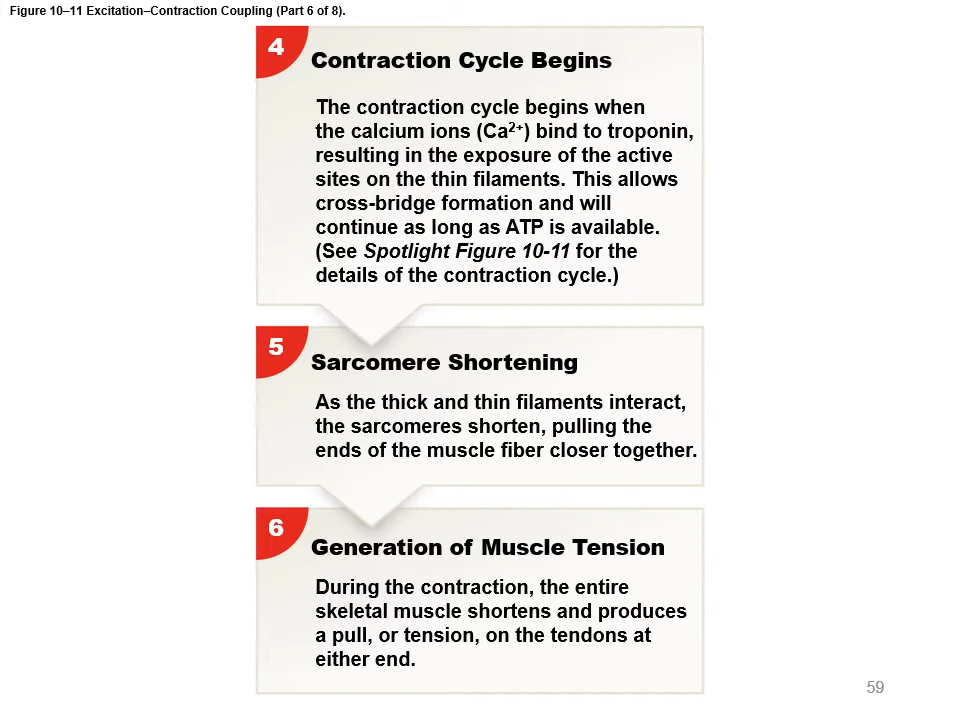 Figure 10–11 Excitation–Contraction Coupling (Part 6 of 8).
4
Contraction Cycle Begins
The contraction cycle begins when
the calcium ions (Ca²⁺) bind to troponin,
resulting in the exposure of the active
sites on the thin filaments. This allows
cross-bridge formation and will
continue as long as ATP is available.
(See Spotlight Figure 10-11 for the
details of the contraction cycle.)
5
Sarcomere Shortening
As the thick and thin filaments interact,
the sarcomeres shorten, pulling the
ends of the muscle fiber closer together.
6
Generation of Muscle Tension
During the contraction, the entire
skeletal muscle shortens and produces
a pull, or tension, on the tendons at
either end.
59